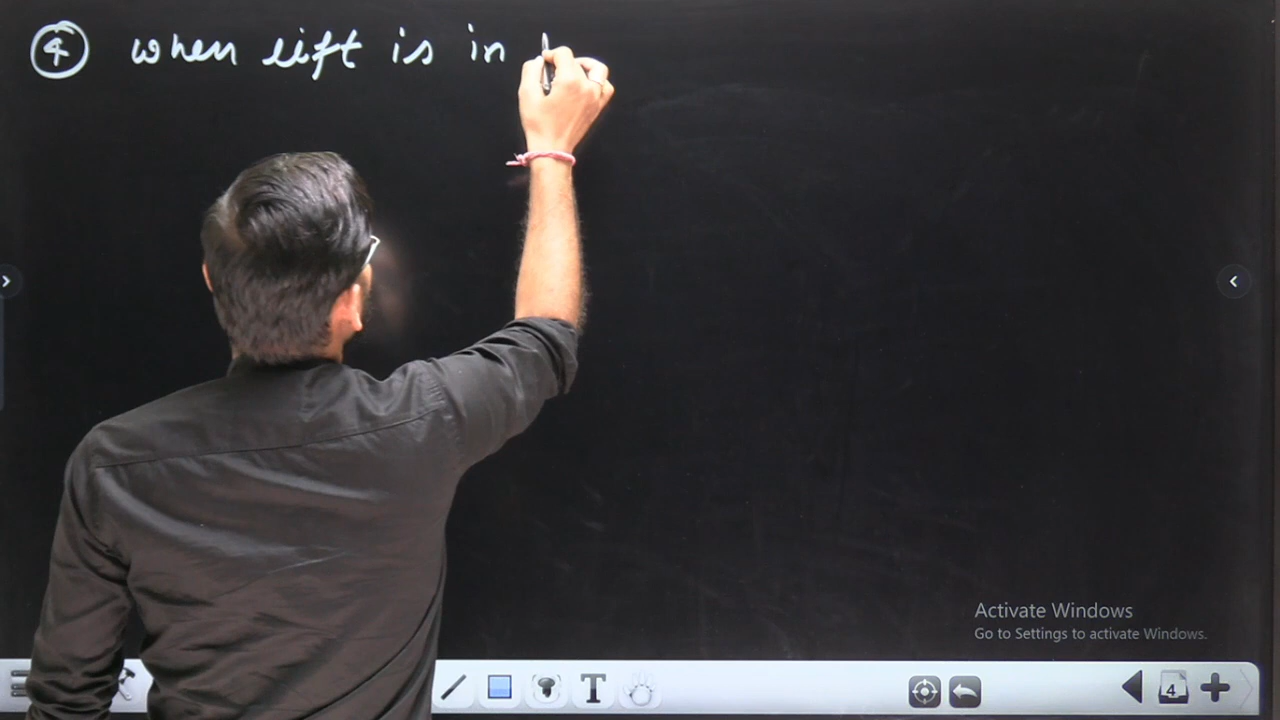 ④ when lift is in
Activate Windows
Go to Settings to activate Windows.
T
4